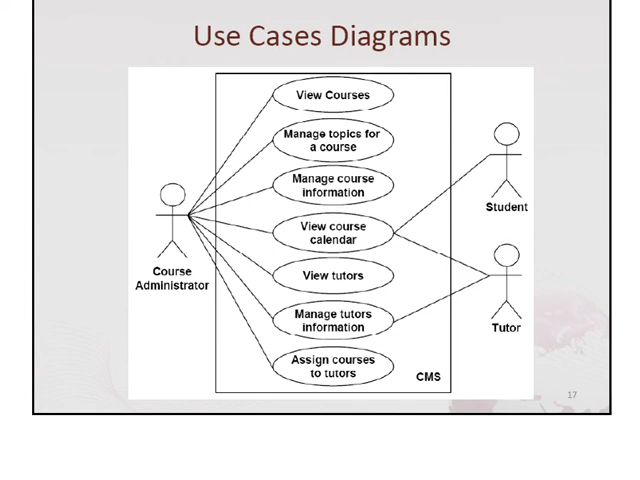 Use Cases Diagrams
View Courses
Manage topics for
a course
Manage course
information
View course
calendar
View tutors
Manage tutors
information
Assign courses
to tutors
CMS
Course
Administrator
Student
Tutor
17